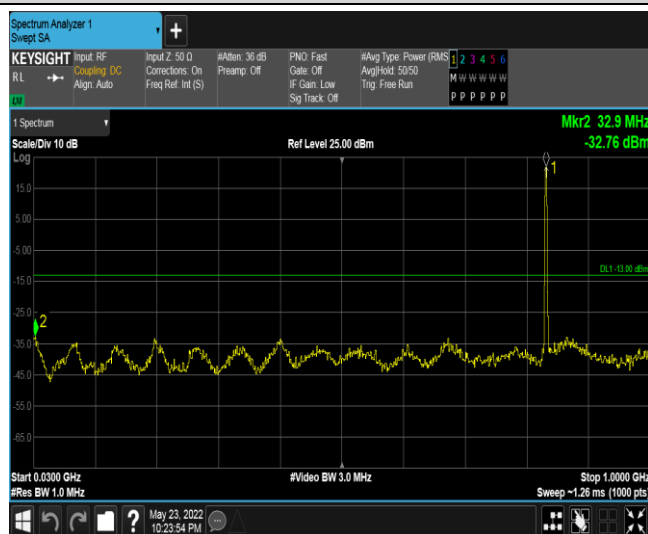 Spectrum Analyzer 1
Swept SA
+
KEYSIGHT
RL
LXI
Input: RF
Coupling: DC
Align: Auto
Input Z: 50 Ω
Corrections: On
Freq Ref: Int (S)
#Atten: 36 dB
Preamp: Off
PNO: Fast
Gate: Off
IF Gain: Low
Sig Track: Off
#Avg Type: Power (RMS
Avg|Hold: 50/50
Trig: Free Run
1 2 3 4 5 6
M W W W W W
P P P P P P
1 Spectrum
Mkr2 32.9 MHz
Scale/Div 10 dB
Ref Level 25.00 dBm
-32.76 dBm
Log
1
15.0
5.00
-5.00
DL1 -13.00 dBm
-15.0
-25.0
2
-35.0
-45.0
-55.0
-65.0
Start 0.0300 GHz
#Video BW 3.0 MHz
Stop 1.0000 GHz
#Res BW 1.0 MHz
Sweep ~1.26 ms (1000 pts)
?
May 23, 2022
10:23:54 PM